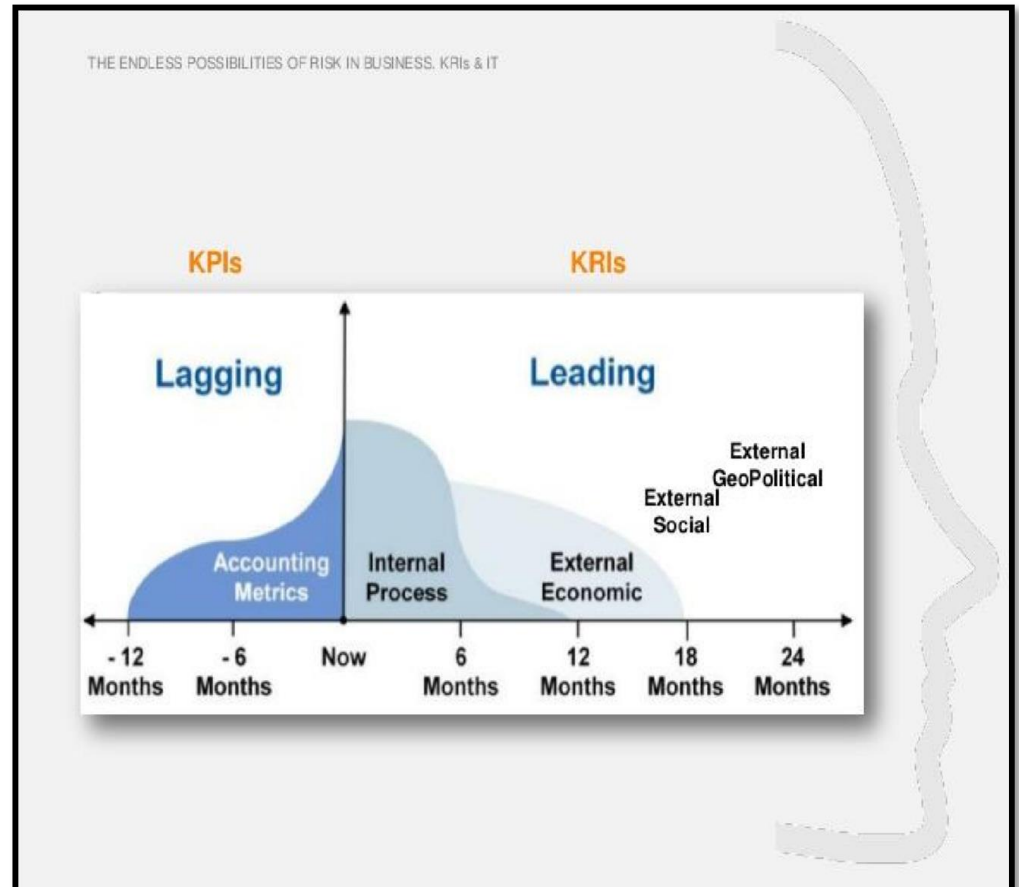 THE ENDLESS POSSIBILITIES OF RISK IN BUSINESS. KRIs & IT
KPIs
KRIs
Lagging
Leading
External
GeoPolitical
External
Social
Accounting
Metrics
Internal
Process
External
Economic
- 12
Months
- 6
Months
Now
6
Months
12
Months
18
Months
24
Months